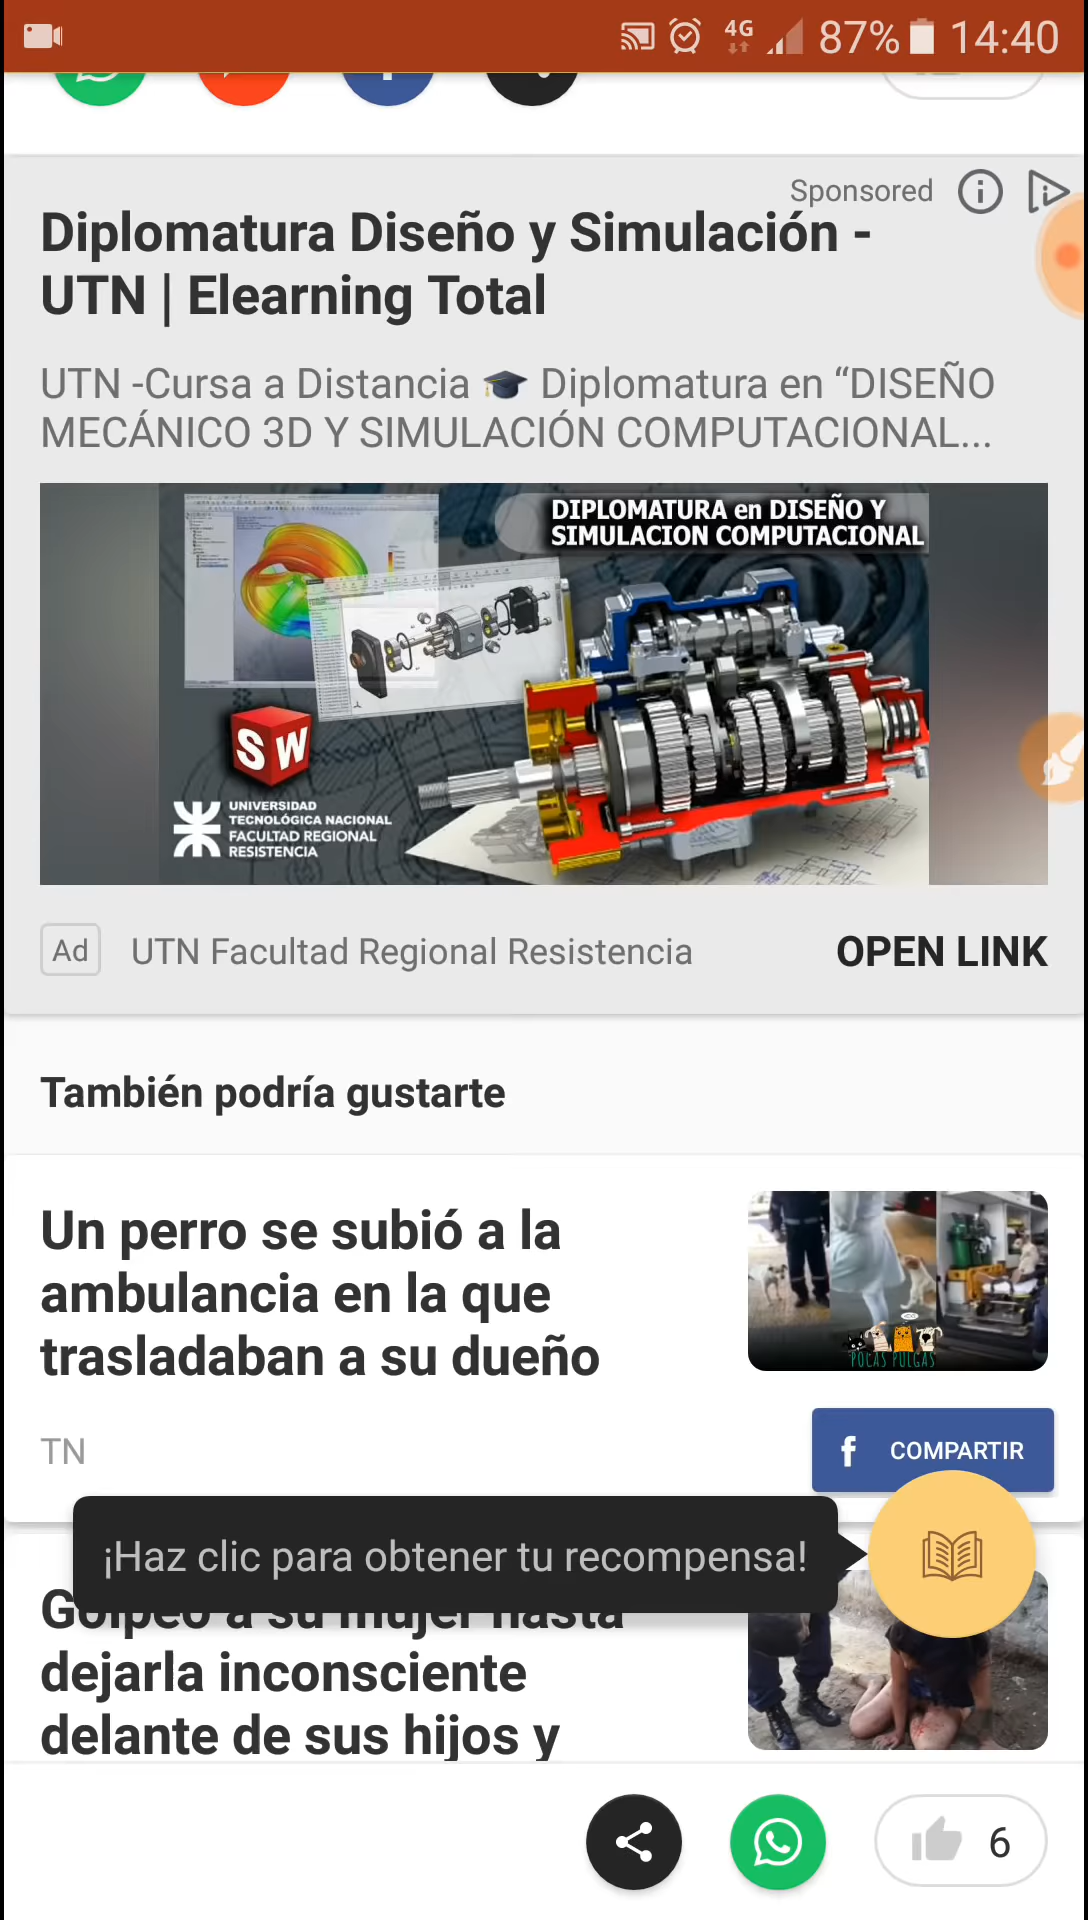 4G
87%
14:40
Sponsored
Diplomatura Diseño y Simulación -
UTN | Elearning Total
UTN -Cursa a Distancia 🎓 Diplomatura en “DISEÑO
MECÁNICO 3D Y SIMULACIÓN COMPUTACIONAL...
DIPLOMATURA en DISEÑO Y
SIMULACION COMPUTACIONAL
SW
UNIVERSIDAD
TECNOLÓGICA NACIONAL
FACULTAD REGIONAL
RESISTENCIA
Ad
UTN Facultad Regional Resistencia
OPEN LINK
También podría gustarte
Un perro se subió a la
ambulancia en la que
trasladaban a su dueño
POCAS PULGAS
TN
f COMPARTIR
¡Haz clic para obtener tu recompensa!
Golpeó a su mujer hasta
dejarla inconsciente
delante de sus hijos y
6